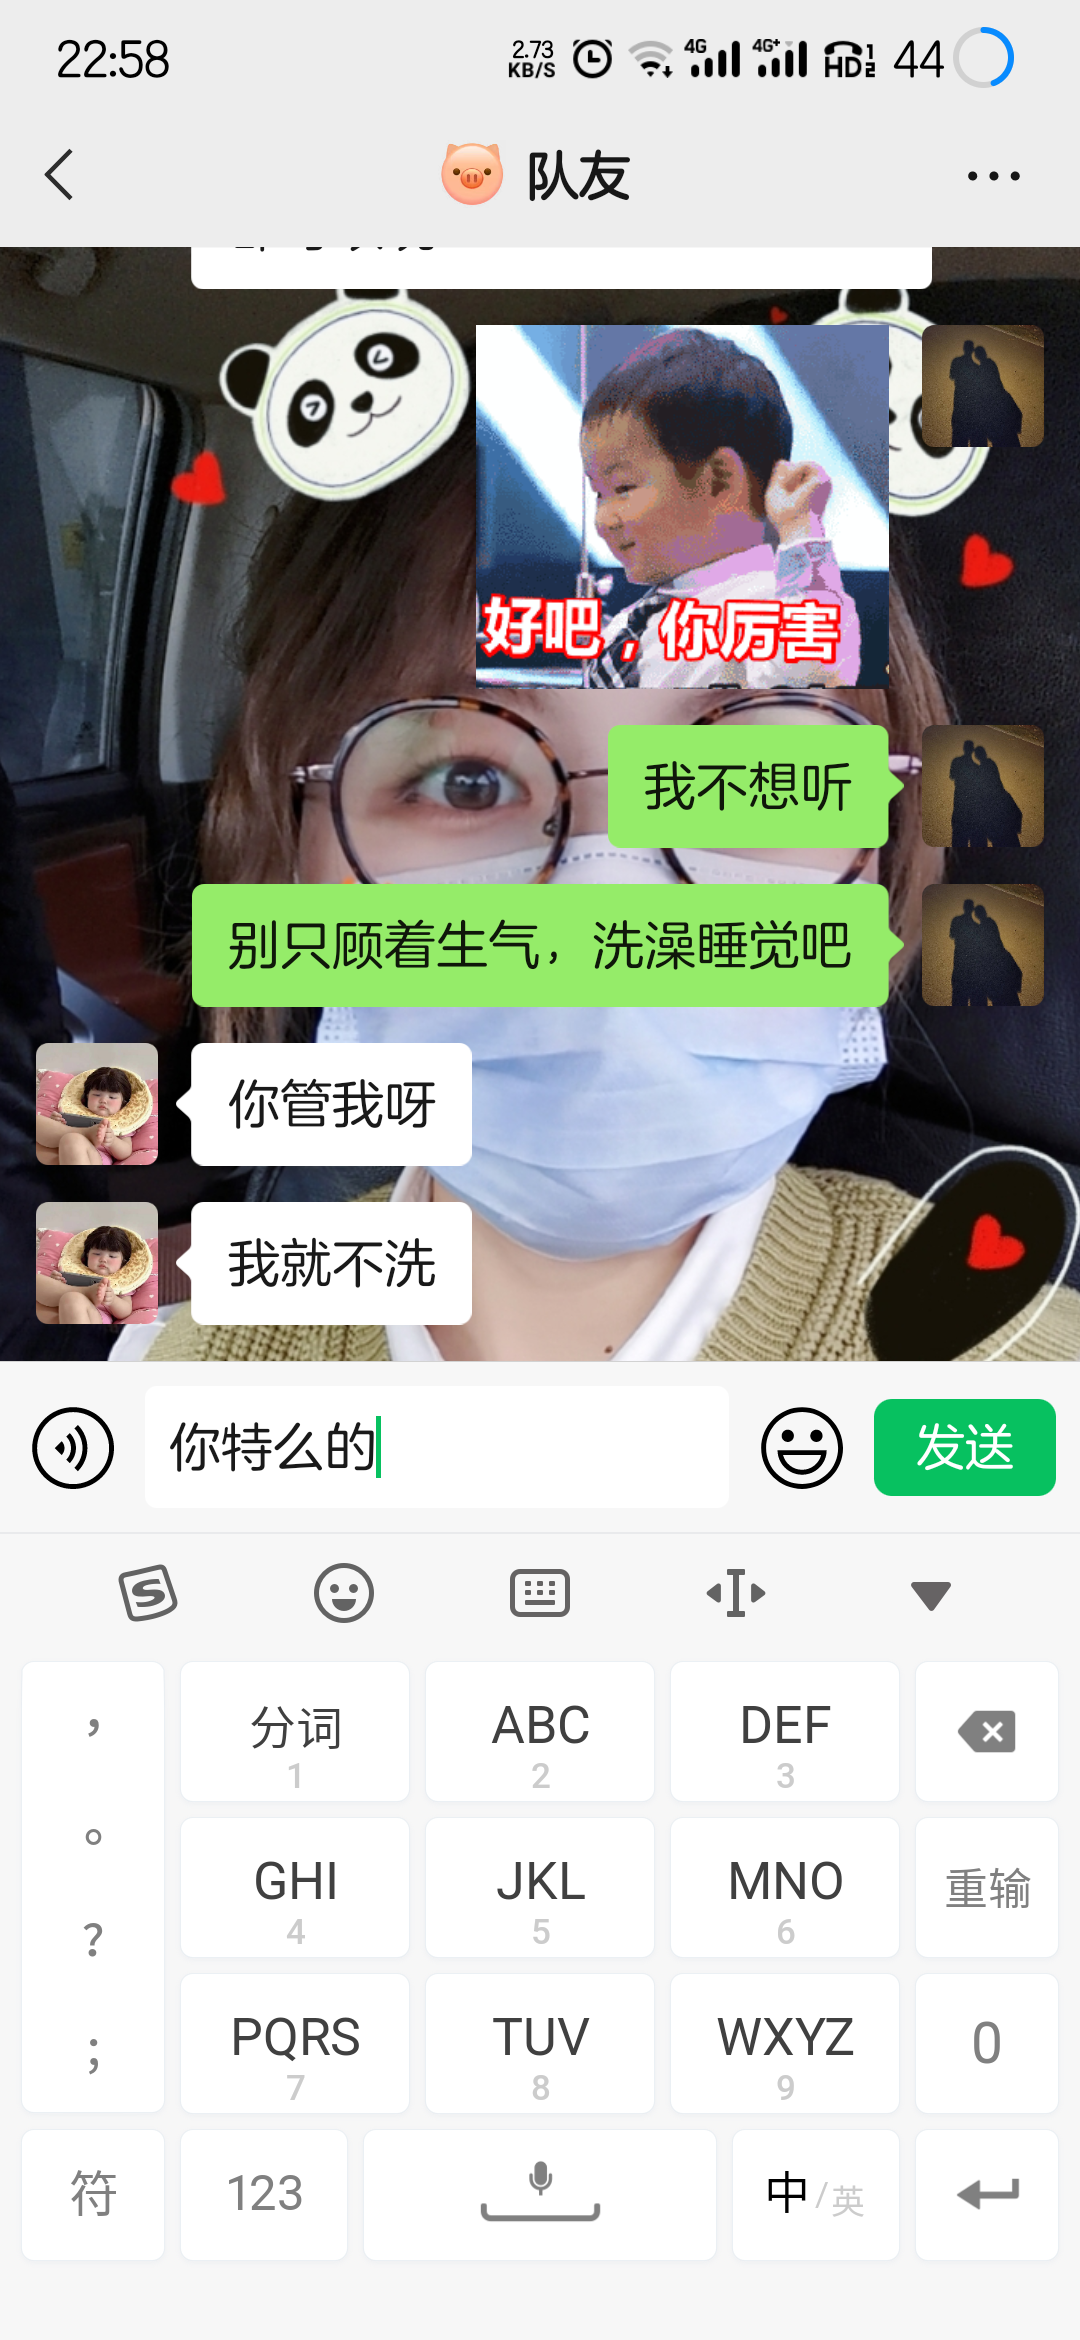 22:58
2.73
KB/S
4G
4G+
HD 1 2
44
队友
好吧，你厉害
我不想听
别只顾着生气，洗澡睡觉吧
你管我呀
我就不洗
你特么的
发送
，
。
？
；
分词
1
ABC
2
DEF
3
GHI
4
JKL
5
MNO
6
重输
PQRS
7
TUV
8
WXYZ
9
0
符
123
中/英